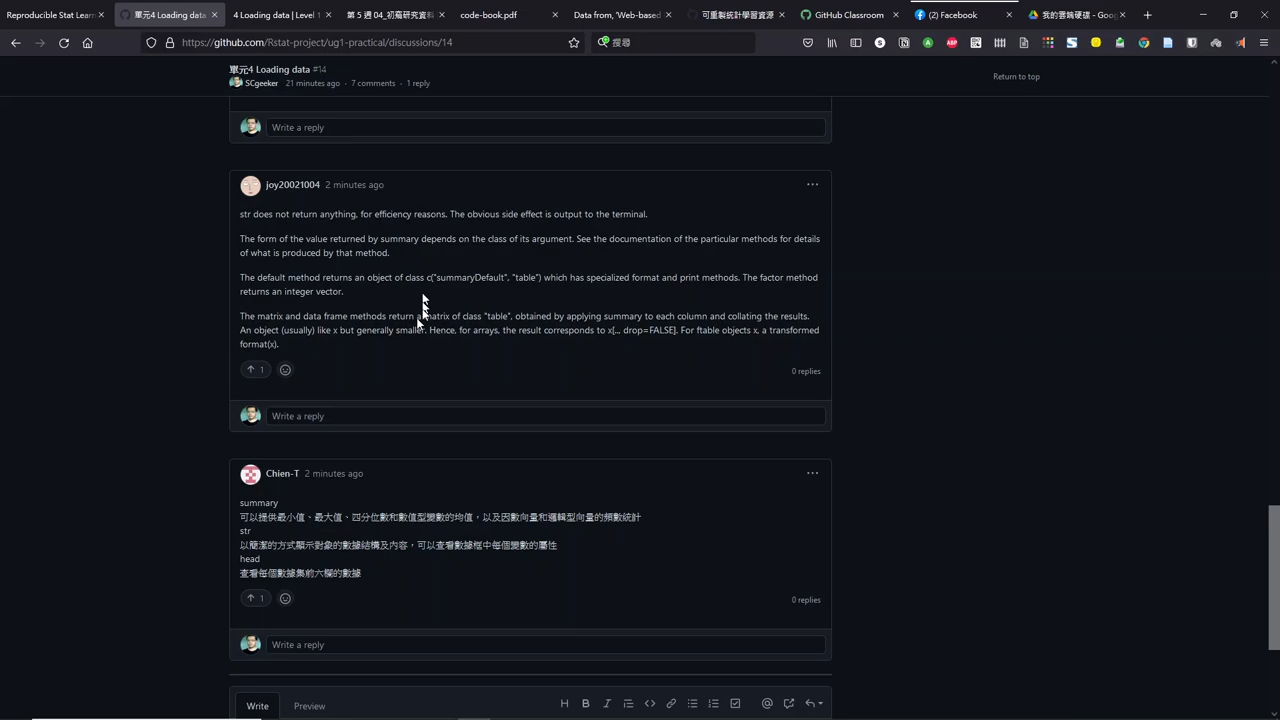 Reproducible Stat Learn
單元4 Loading data
4 Loading data | Level 1
第 5 週 04_初窺研究資料
code-book.pdf
Data from, 'Web-based
可重製統計學習資源
GitHub Classroom
(2) Facebook
我的雲端硬碟 - Goog
https://github.com/Rstat-project/ug1-practical/discussions/14
搜尋
單元4 Loading data #14
SCgeeker 21 minutes ago · 7 comments · 1 reply
Return to top
Write a reply
joy20021004 2 minutes ago
str does not return anything, for efficiency reasons. The obvious side effect is output to the terminal.
The form of the value returned by summary depends on the class of its argument. See the documentation of the particular methods for details
of what is produced by that method.
The default method returns an object of class c("summaryDefault", "table") which has specialized format and print methods. The factor method
returns an integer vector.
The matrix and data frame methods return a matrix of class "table", obtained by applying summary to each column and collating the results.
An object (usually) like x but generally smaller. Hence, for arrays, the result corresponds to x[.., drop=FALSE]. For ftable objects x, a transformed
format(x).
1
0 replies
Write a reply
Chien-T 2 minutes ago
summary
可以提供最小值、最大值、四分位數和數值型變數的均值，以及因數向量和邏輯型向量的頻數統計
str
以簡潔的方式顯示對象的數據結構及內容，可以查看數據框中每個變數的屬性
head
查看每個數據集前六欄的數據
1
0 replies
Write a reply
Write
Preview